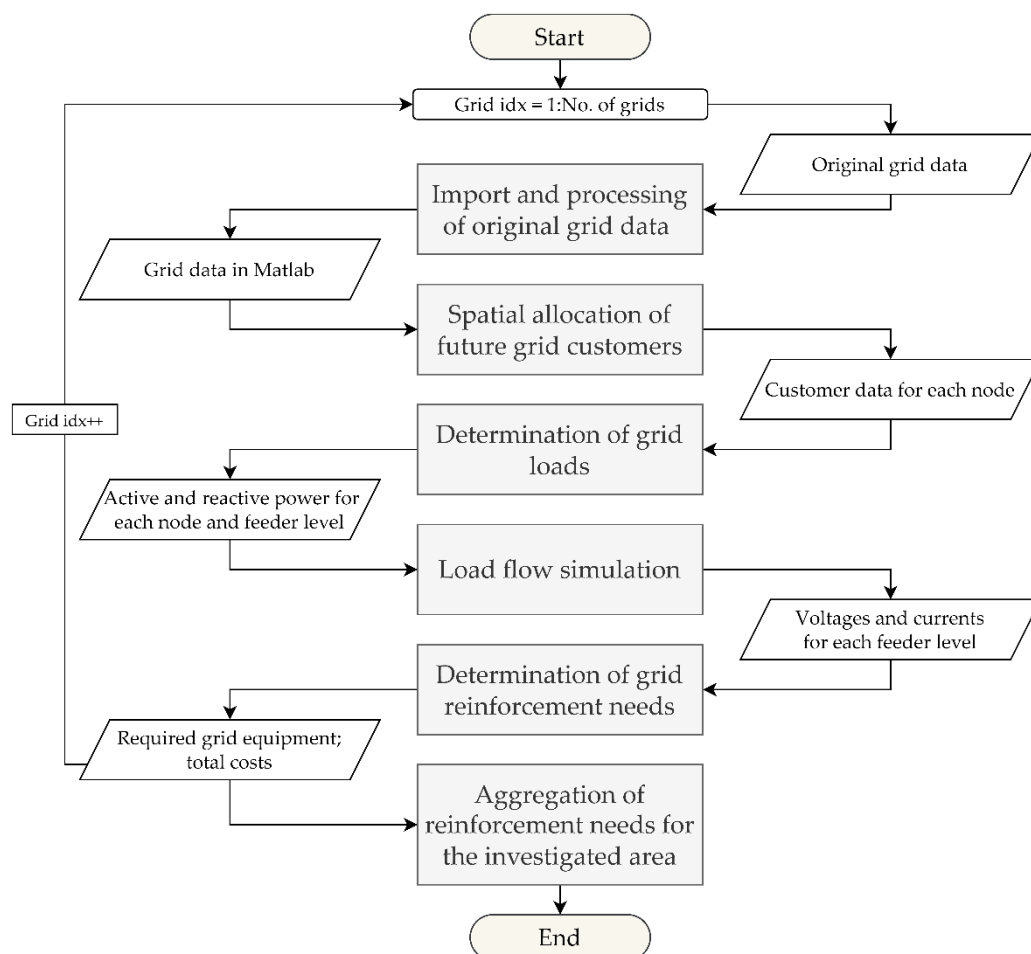 Start
Grid idx = 1:No. of grids
Original grid data
Import and processing
of original grid data
Grid data in Matlab
Spatial allocation of
future grid customers
Customer data for each node
Grid idx++
Determination of grid
loads
Active and reactive power for
each node and feeder level
Load flow simulation
Voltages and currents
for each feeder level
Determination of grid
reinforcement needs
Required grid equipment;
total costs
Aggregation of
reinforcement needs for
the investigated area
End